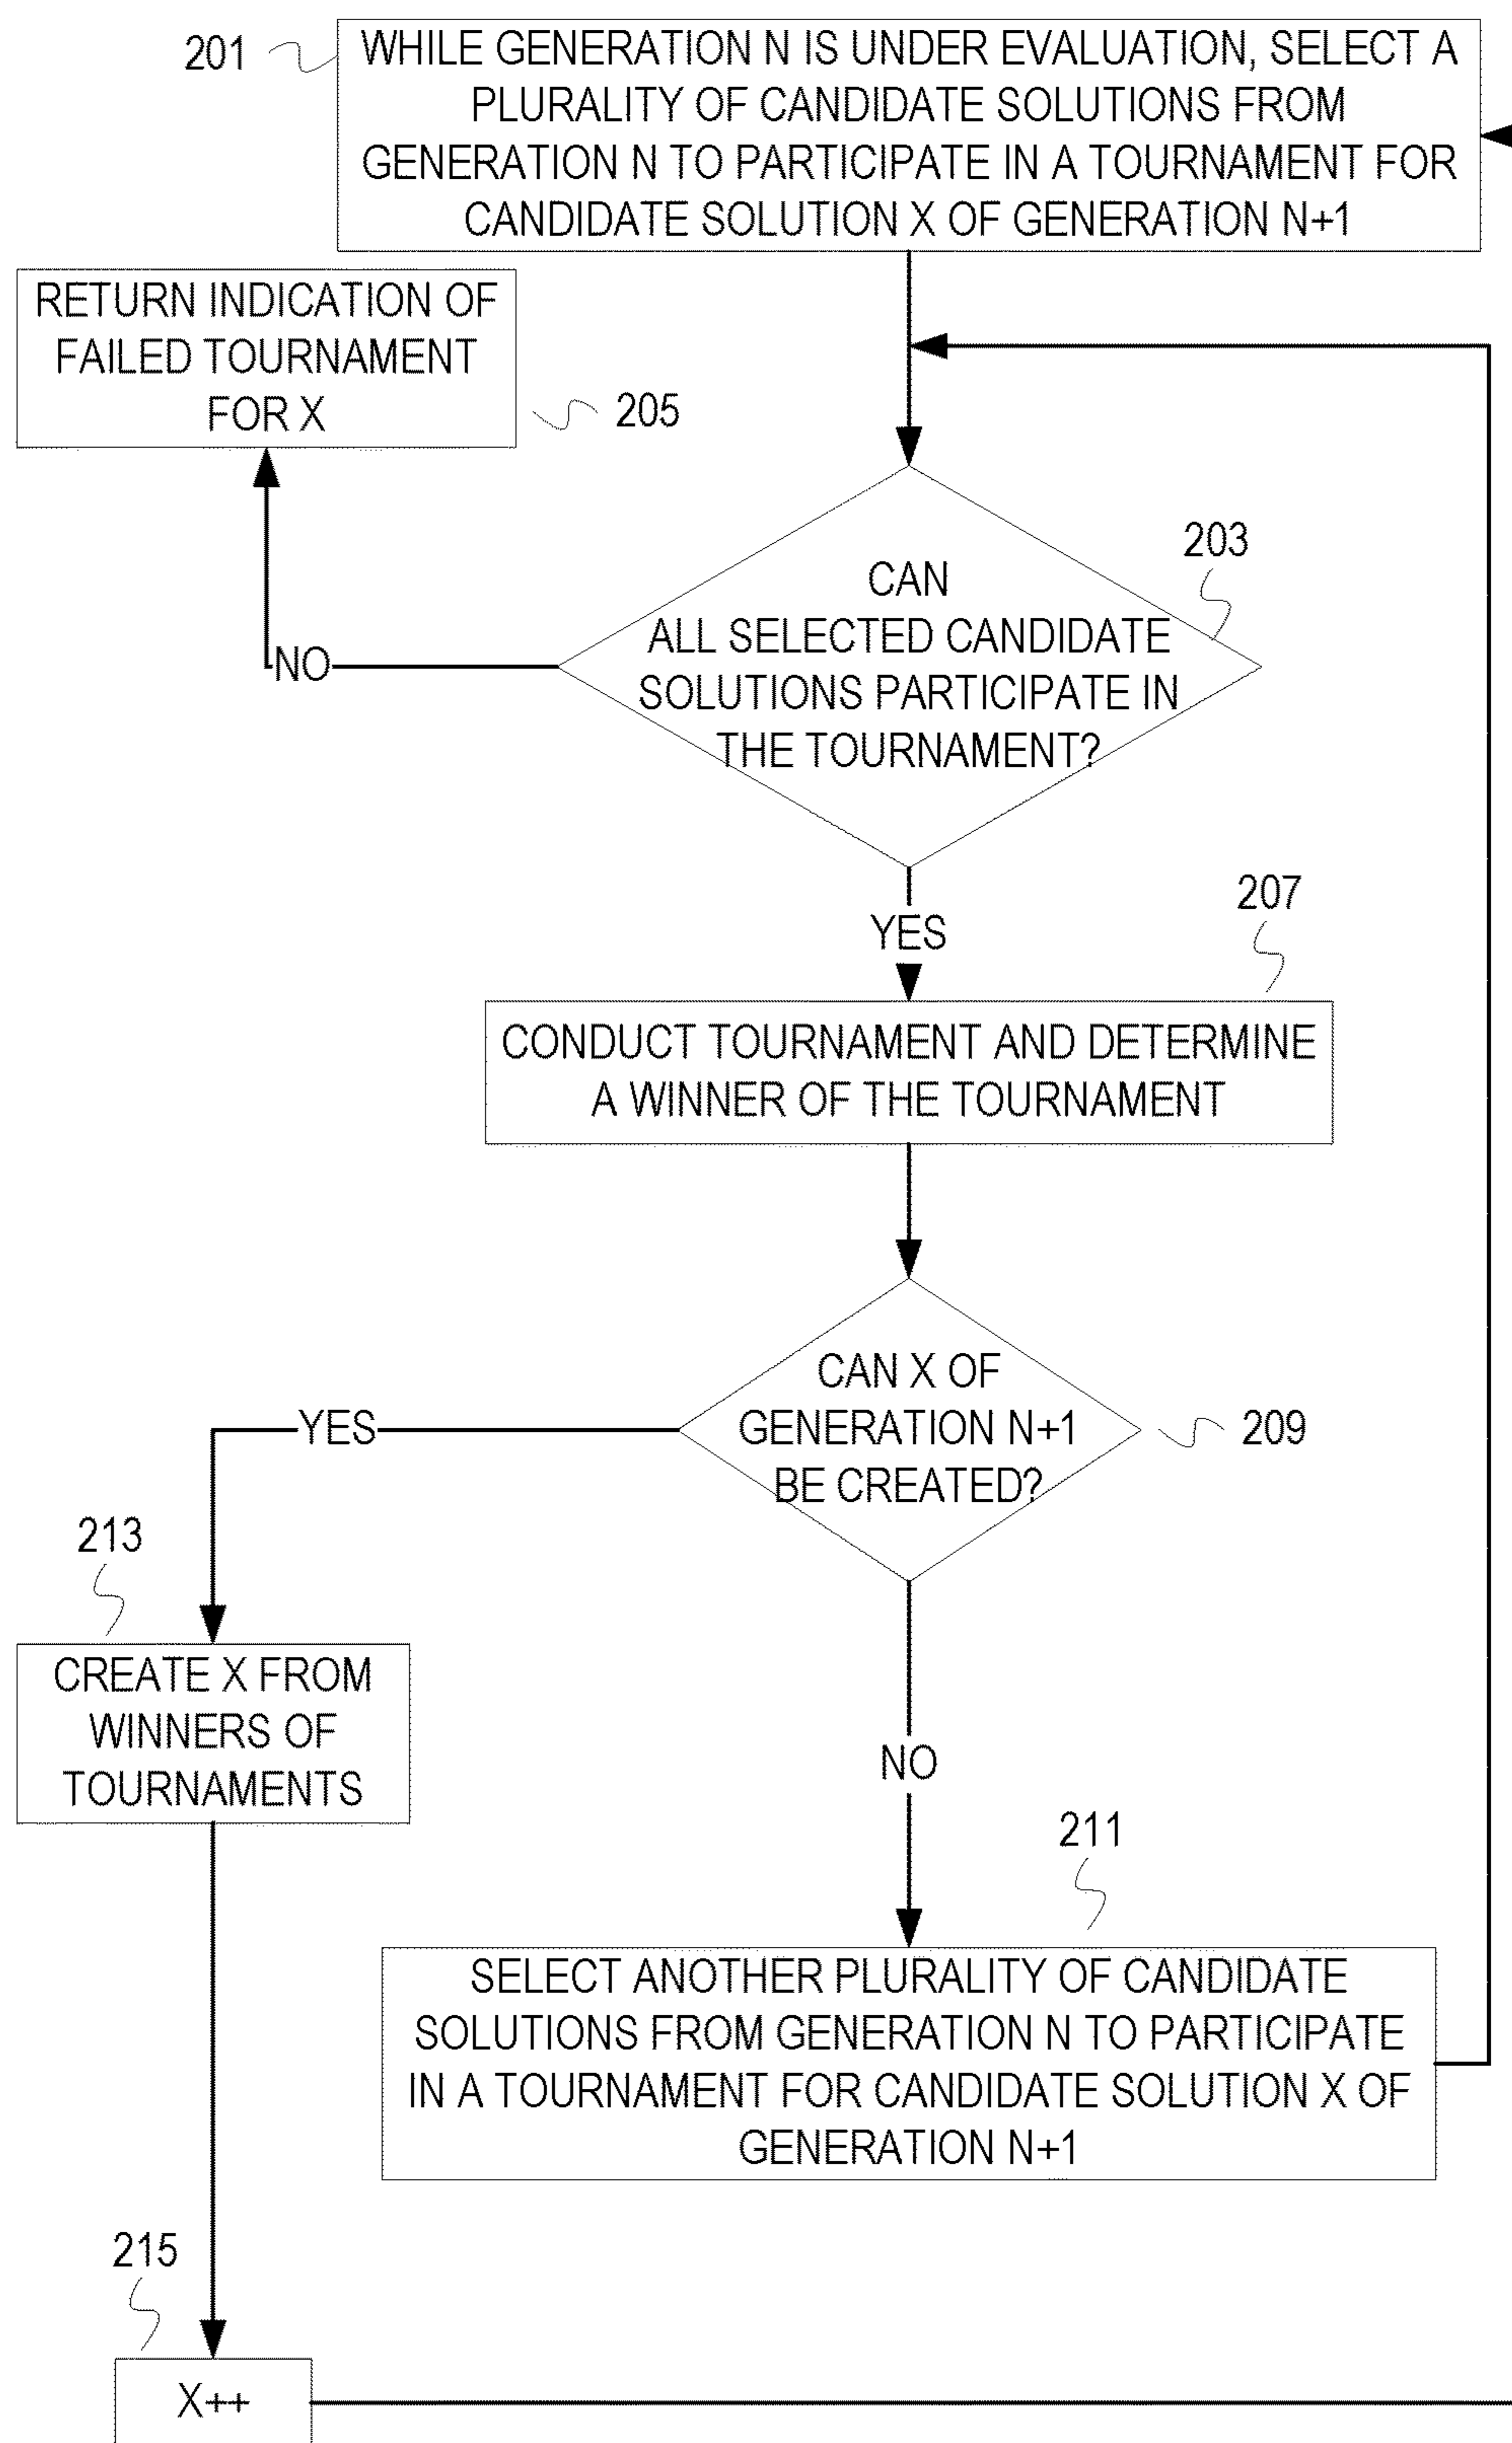 201
WHILE GENERATION N IS UNDER EVALUATION, SELECT A
PLURALITY OF CANDIDATE SOLUTIONS FROM
GENERATION N TO PARTICIPATE IN A TOURNAMENT FOR
CANDIDATE SOLUTION X OF GENERATION N+1
RETURN INDICATION OF
FAILED TOURNAMENT
FOR X
205
203
CAN
ALL SELECTED CANDIDATE
SOLUTIONS PARTICIPATE IN
THE TOURNAMENT?
NO
YES
207
CONDUCT TOURNAMENT AND DETERMINE
A WINNER OF THE TOURNAMENT
CAN X OF
GENERATION N+1
BE CREATED?
209
YES
213
CREATE X FROM
WINNERS OF
TOURNAMENTS
NO
211
SELECT ANOTHER PLURALITY OF CANDIDATE
SOLUTIONS FROM GENERATION N TO PARTICIPATE
IN A TOURNAMENT FOR CANDIDATE SOLUTION X OF
GENERATION N+1
215
X++